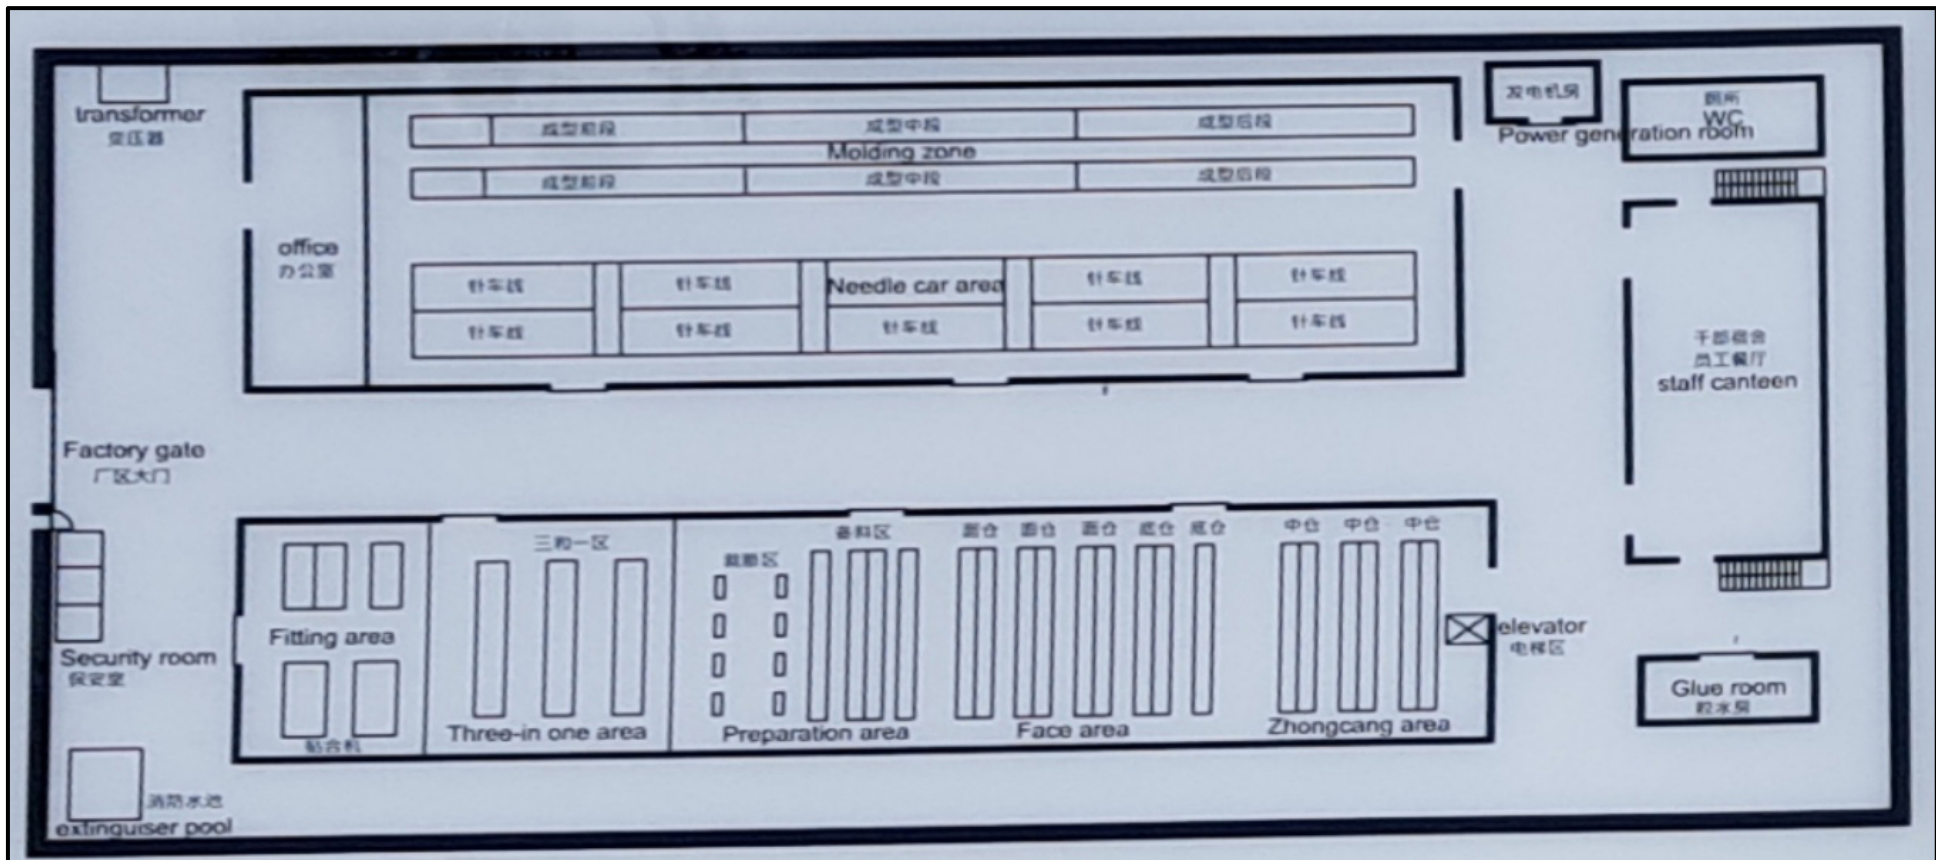 transformer
变压器
发电机房
Power generation room
厕所
WC
成型前段
成型中段
成型后段
Molding zone
成型前段
成型中段
成型后段
office
办公室
针车线
针车线
Needle car area
针车线
针车线
针车线
针车线
针车线
针车线
针车线
干部宿舍
员工餐厅
staff canteen
Factory gate
厂区大门
Security room
保安室
三和一区
裁断区
备料区
面仓
面仓
面仓
底仓
底仓
中仓
中仓
中仓
Fitting area
贴合机
Three-in one area
Preparation area
Face area
Zhongcang area
elevator
电梯区
Glue room
胶水房
消防水池
extinguiser pool